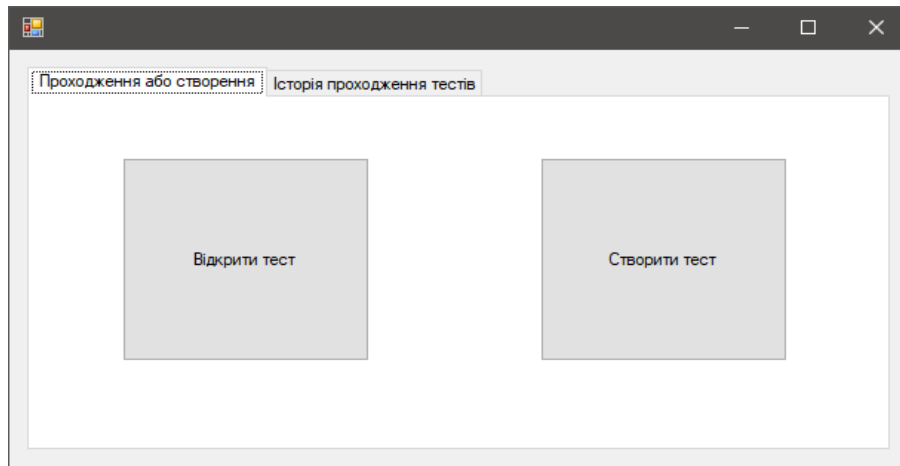 Проходження або створення
Історія проходження тестів
Відкрити тест
Створити тест